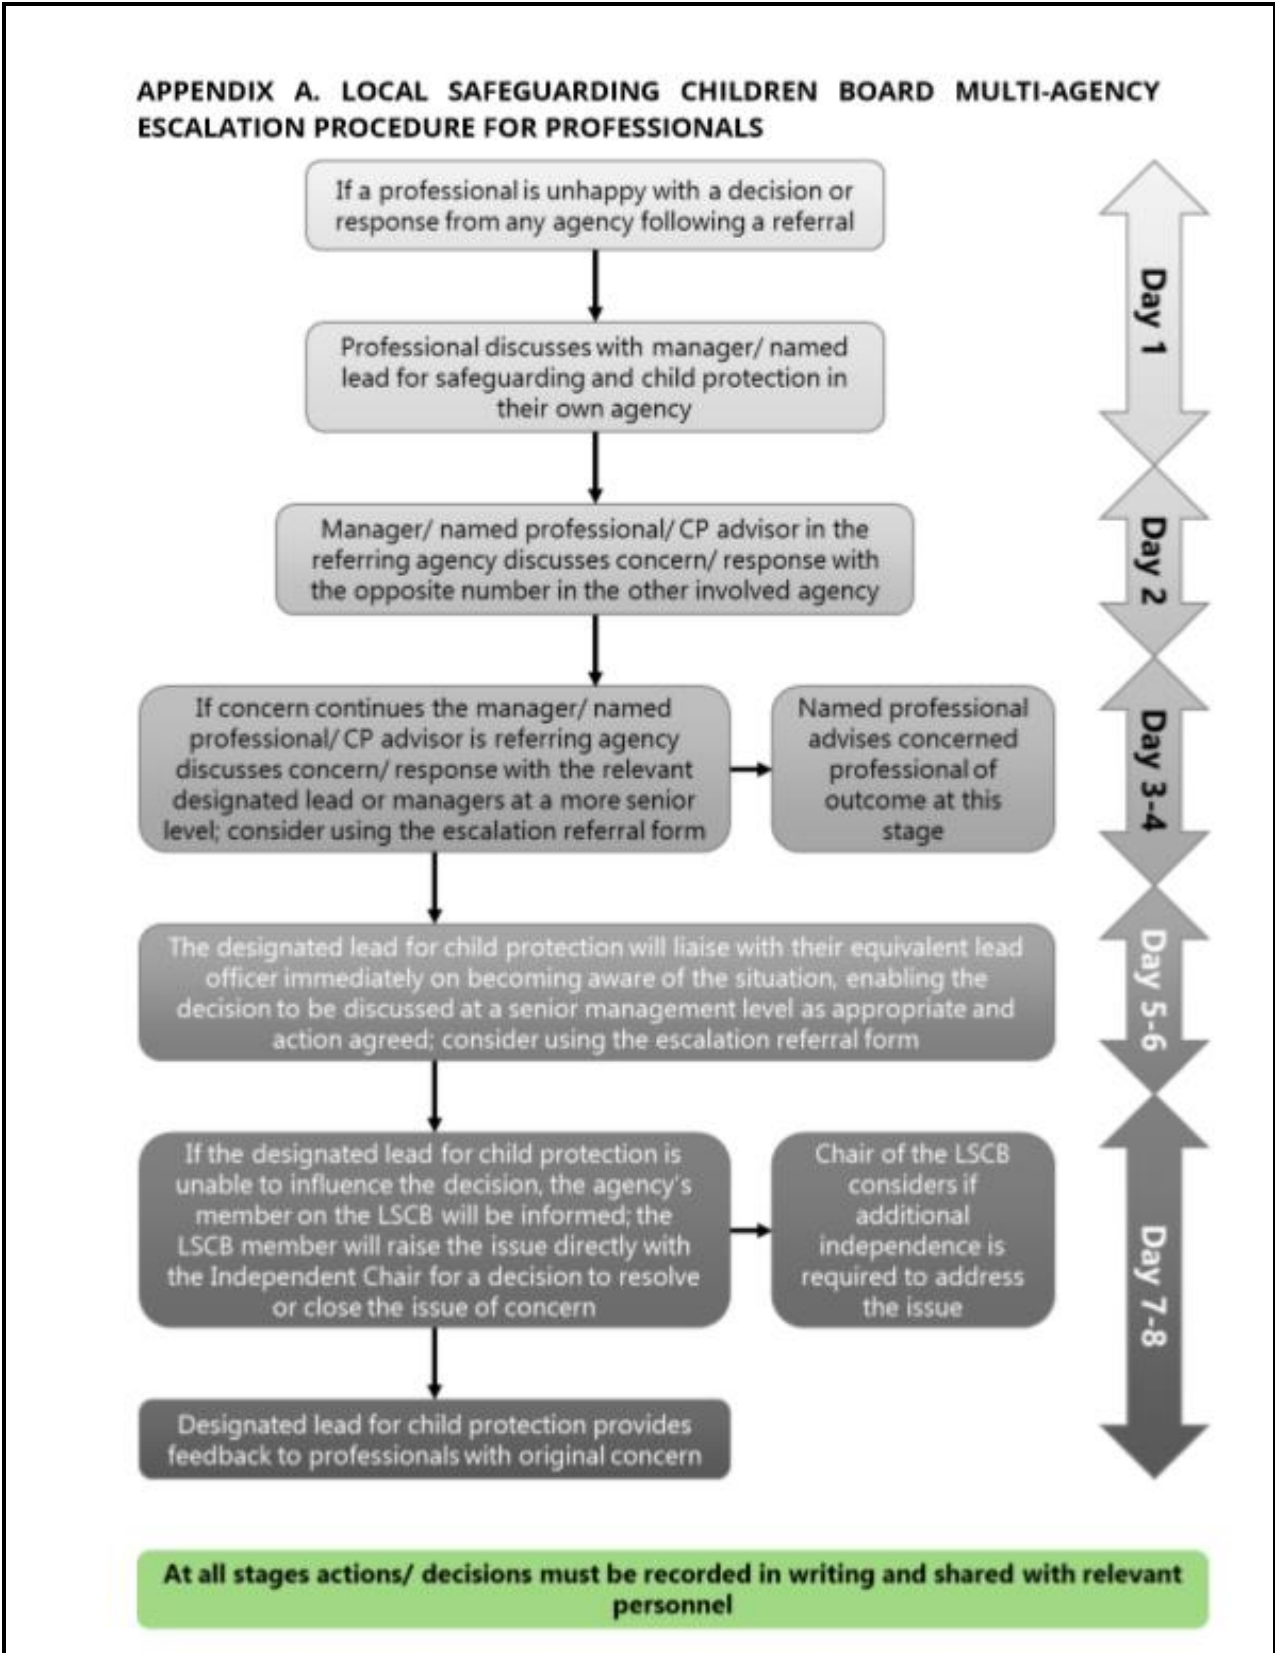 APPENDIX A. LOCAL SAFEGUARDING CHILDREN BOARD MULTI-AGENCY
ESCALATION PROCEDURE FOR PROFESSIONALS
If a professional is unhappy with a decision or
response from any agency following a referral
Professional discusses with manager/ named
lead for safeguarding and child protection in
their own agency
Day 1
Manager/ named professional/ CP advisor in the
referring agency discusses concern/ response with
the opposite number in the other involved agency
Day 2
If concern continues the manager/ named
professional/ CP advisor is referring agency
discusses concern/ response with the relevant
designated lead or managers at a more senior
level; consider using the escalation referral form
Named professional
advises concerned
professional of
outcome at this
stage
Day 3-4
The designated lead for child protection will liaise with their equivalent lead
officer immediately on becoming aware of the situation, enabling the
decision to be discussed at a senior management level as appropriate and
action agreed; consider using the escalation referral form
Day 5-6
If the designated lead for child protection is
unable to influence the decision, the agency's
member on the LSCB will be informed; the
LSCB member will raise the issue directly with
the Independent Chair for a decision to resolve
or close the issue of concern
Chair of the LSCB
considers if
additional
independence is
required to address
the issue
Day 7-8
Designated lead for child protection provides
feedback to professionals with original concern
At all stages actions/ decisions must be recorded in writing and shared with relevant
personnel